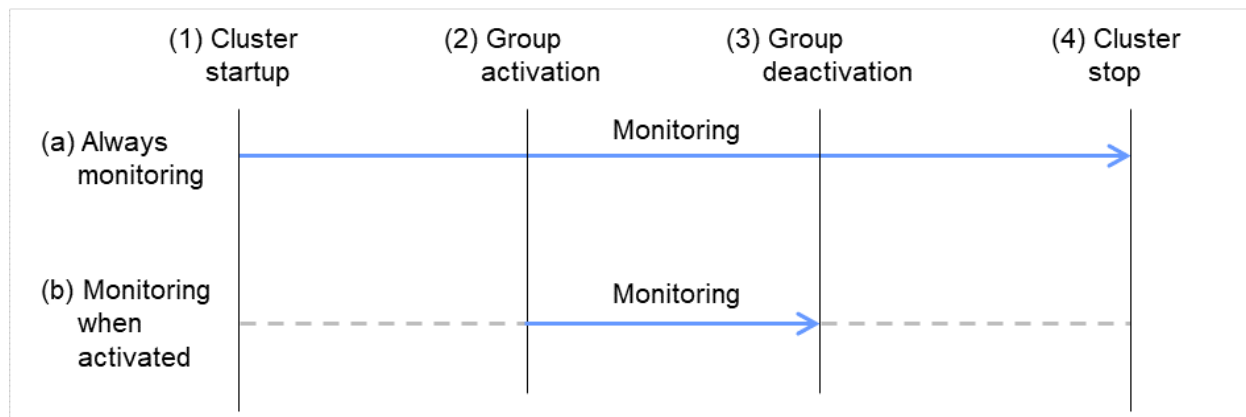 (1) Cluster
startup
(2) Group
activation
(3) Group
deactivation
(4) Cluster
stop
(a) Always
monitoring
Monitoring
(b) Monitoring
when
activated
Monitoring